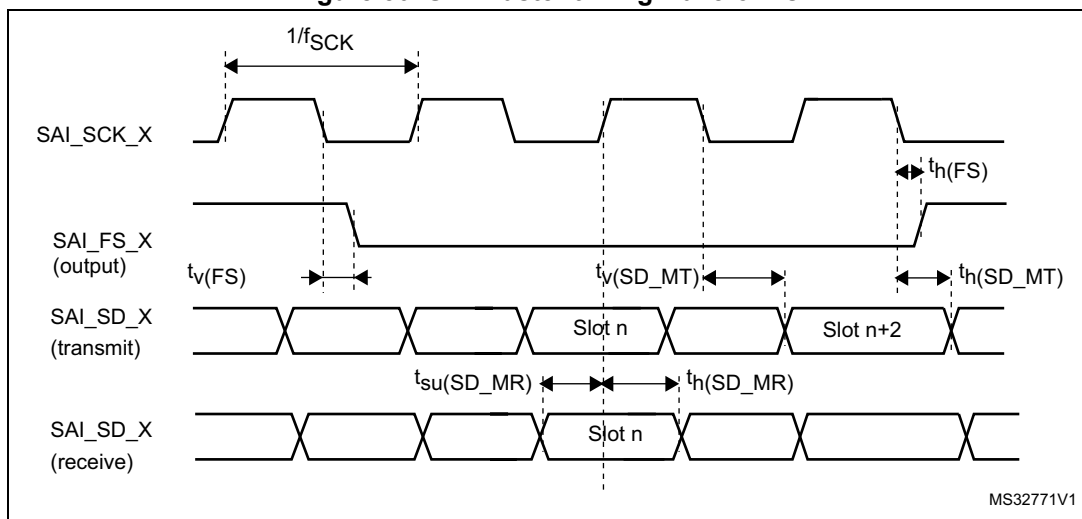 1/fSCK
SAI_SCK_X
th(FS)
SAI_FS_X
(output)
tv(FS)
tv(SD_MT)
th(SD_MT)
SAI_SD_X
(transmit)
Slot n
Slot n+2
tsu(SD_MR)
th(SD_MR)
SAI_SD_X
(receive)
Slot n
MS32771V1